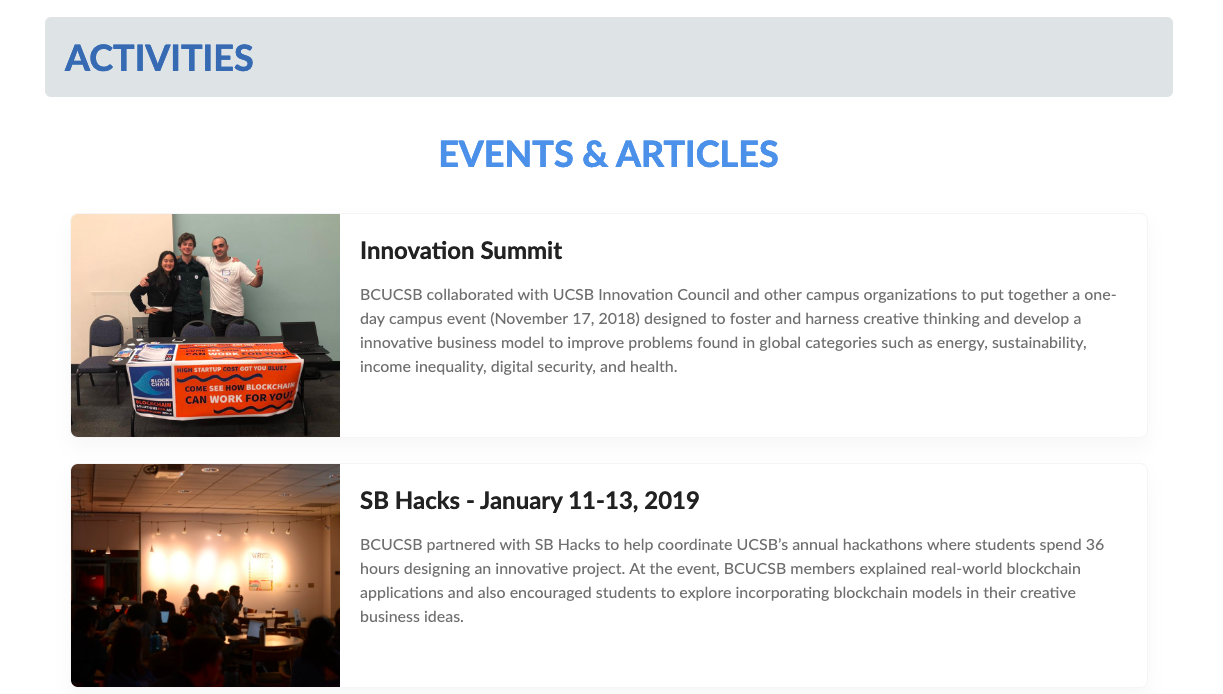 ACTIVITIES
EVENTS & ARTICLES
Innovation Summit
BCUCSB collaborated with UCSB Innovation Council and other campus organizations to put together a one-
day campus event (November 17, 2018) designed to foster and harness creative thinking and develop a
innovative business model to improve problems found in global categories such as energy, sustainability,
income inequality, digital security, and health.
BLOCK
CHAIN
HIGH STARTUP COST GOT YOU BLUE?
COME SEE HOW BLOCKCHAIN
CAN WORK FOR YOU!
SB Hacks - January 11-13, 2019
BCUCSB partnered with SB Hacks to help coordinate UCSB’s annual hackathons where students spend 36
hours designing an innovative project. At the event, BCUCSB members explained real-world blockchain
applications and also encouraged students to explore incorporating blockchain models in their creative
business ideas.